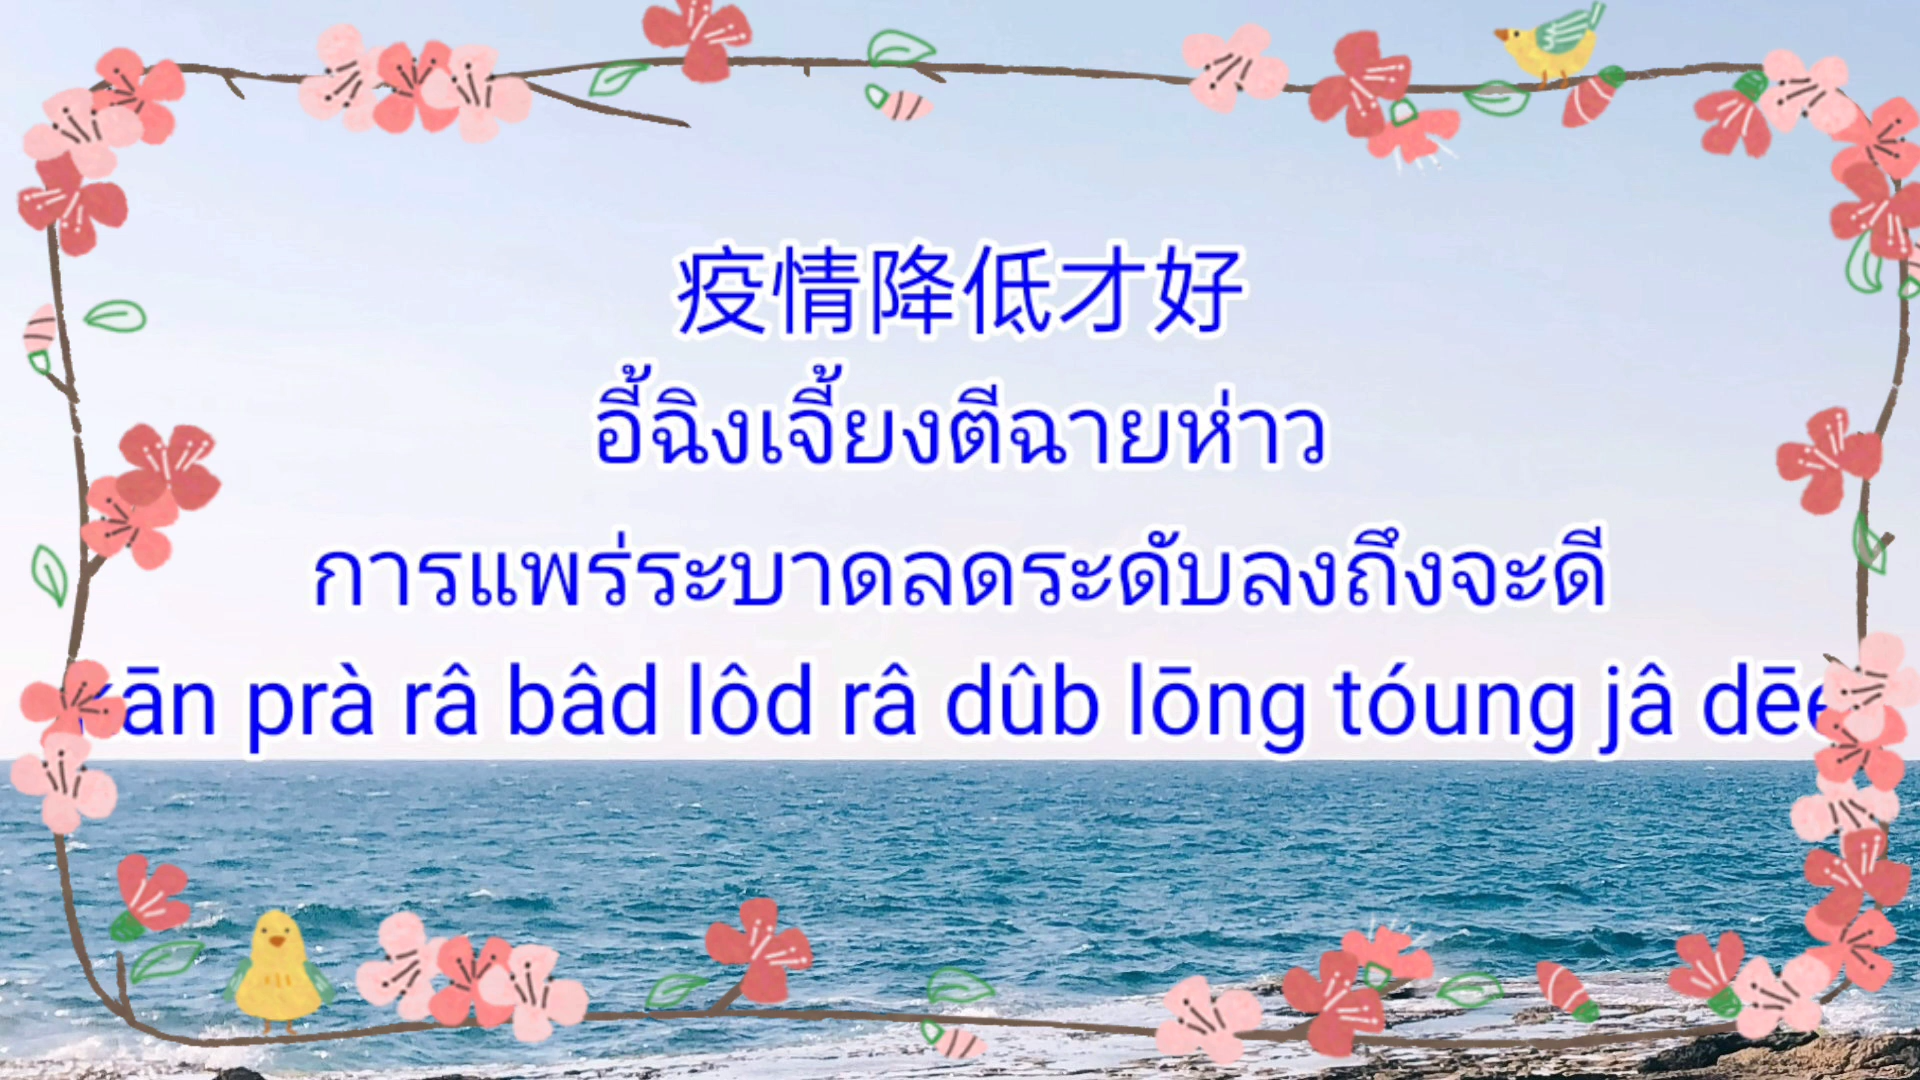 疫情降低才好
อี้ฉิงเจี้ยงตีฉายห่าว
การแพร่ระบาดลดระดับลงถึงจะดี
prà râ bâd lôd râ dûb lōng tóung jâ